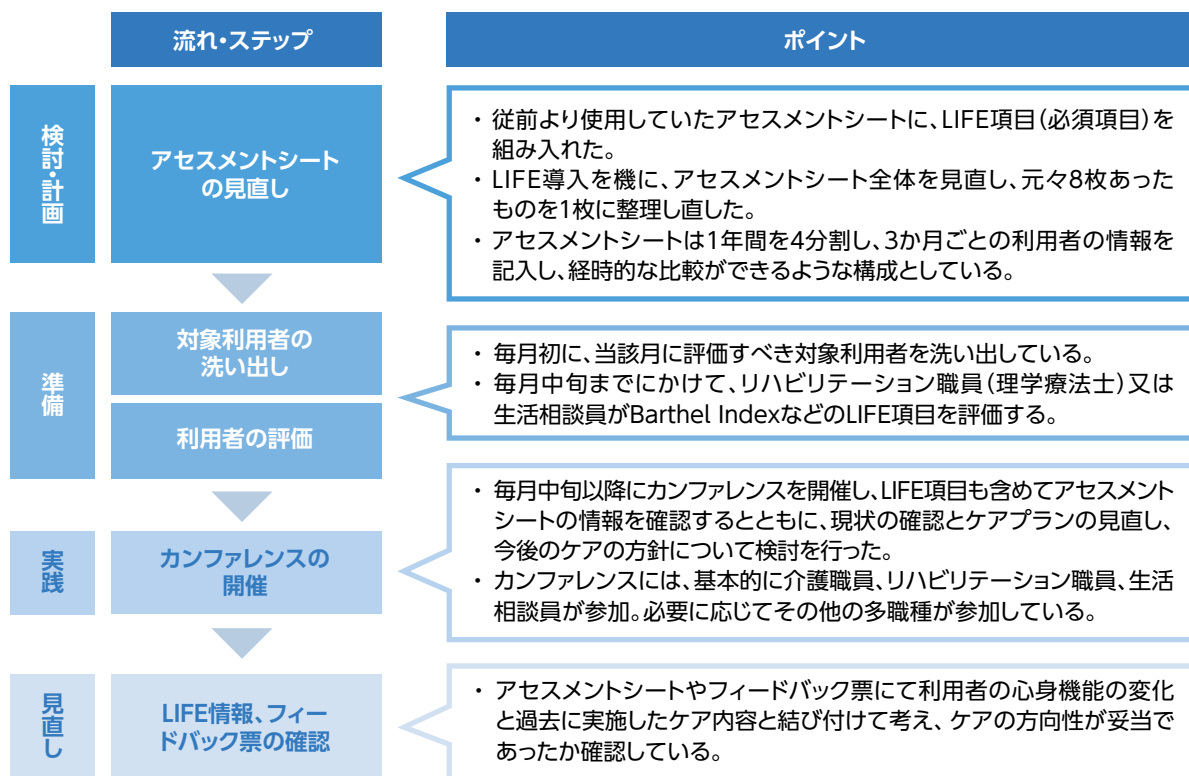 流れ・ステップ
ポイント
検討・計画
アセスメントシート
の見直し
・ 従前より使用していたアセスメントシートに、LIFE項目(必須項目)を
組み入れた。
・ LIFE導入を機に、アセスメントシート全体を見直し、元々8枚あった
ものを1枚に整理し直した。
・ アセスメントシートは1年間を4分割し、3か月ごとの利用者の情報を
記入し、経時的な比較ができるような構成としている。
準備
対象利用者の
洗い出し
利用者の評価
・ 毎月初に、当該月に評価すべき対象利用者を洗い出している。
・ 毎月中旬までにかけて、リハビリテーション職員(理学療法士)又は
生活相談員がBarthel IndexなどのLIFE項目を評価する。
実践
カンファレンスの
開催
・ 毎月中旬以降にカンファレンスを開催し、LIFE項目も含めてアセスメント
シートの情報を確認するとともに、現状の確認とケアプランの見直し、
今後のケアの方針について検討を行った。
・ カンファレンスには、基本的に介護職員、リハビリテーション職員、生活
相談員が参加。必要に応じてその他の多職種が参加している。
見直し
LIFE情報、フィー
ドバック票の確認
・ アセスメントシートやフィードバック票にて利用者の心身機能の変化
と過去に実施したケア内容と結び付けて考え、ケアの方向性が妥当で
あったか確認している。